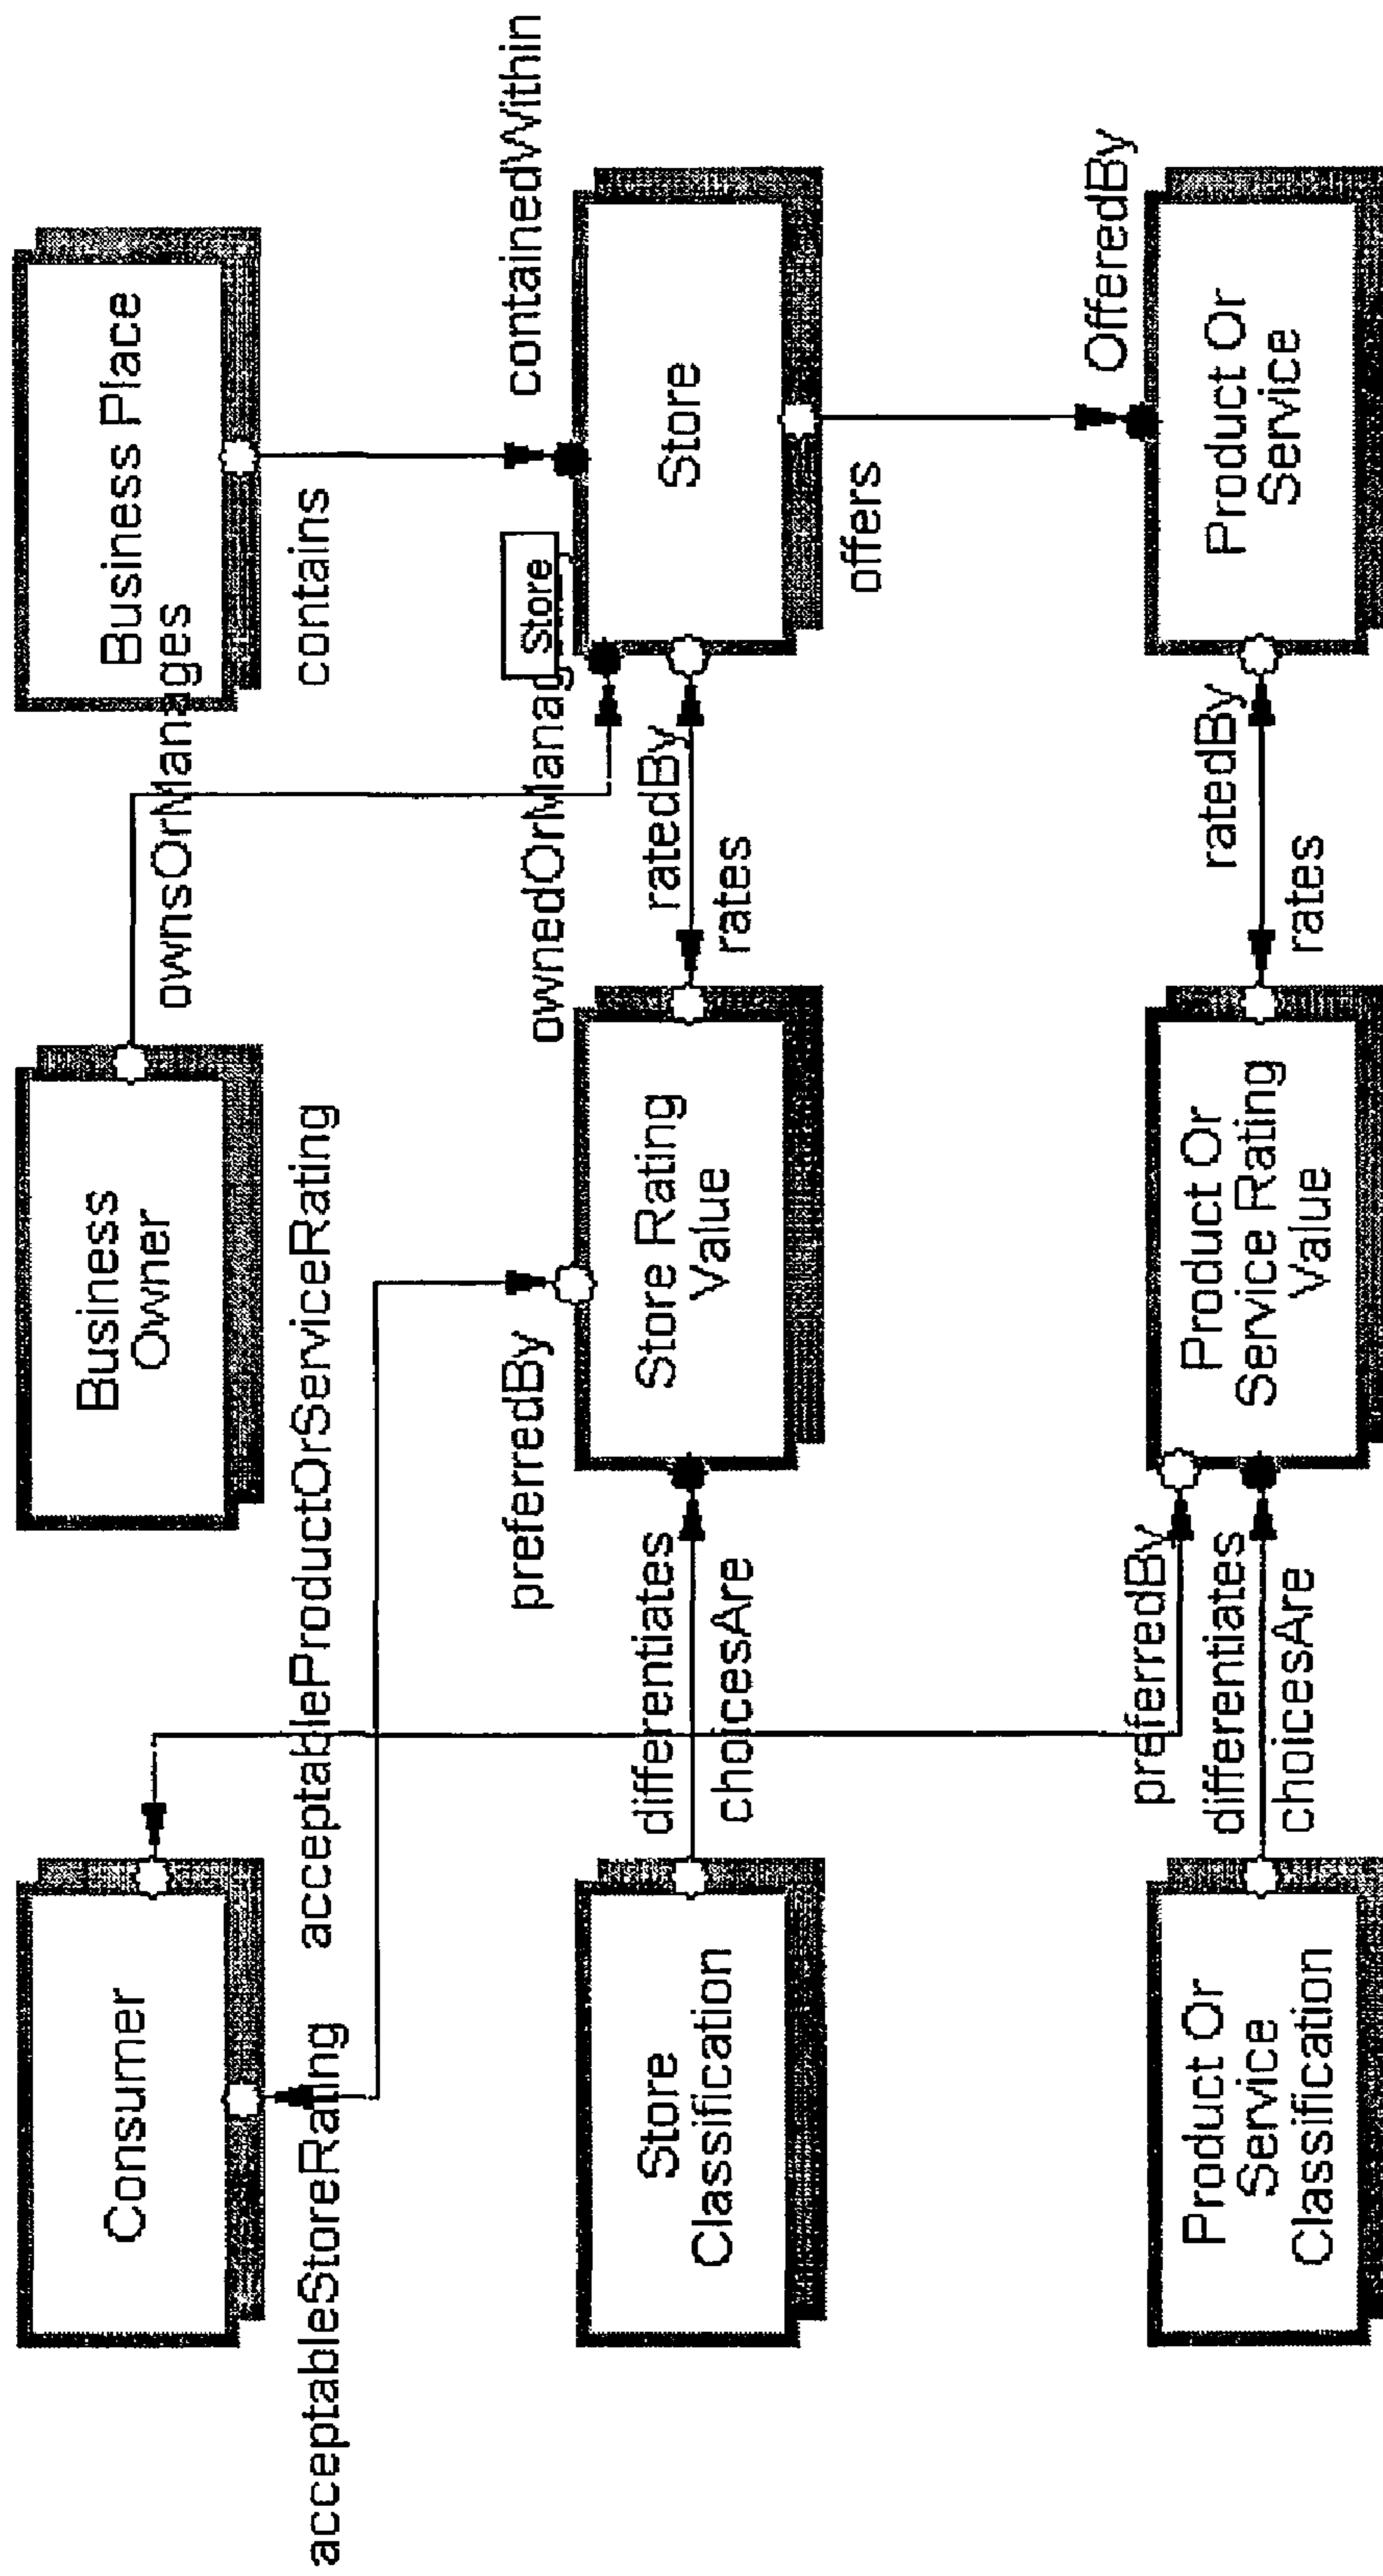 Consumer
Business
Owner
Business Place
ownsOrManages
acceptableStoreRating
acceptableProductOrServiceRating
contains
preferredBy
ownedOrManag
Store
containedWithin
Store
Classification
differentiates
choicesAre
Store Rating
Value
ratedBy
rates
Store
offers
OfferedBy
preferredBy
Product Or
Service
Classification
differentiates
choicesAre
Product Or
Service Rating
Value
ratedBy
rates
Product Or
Service